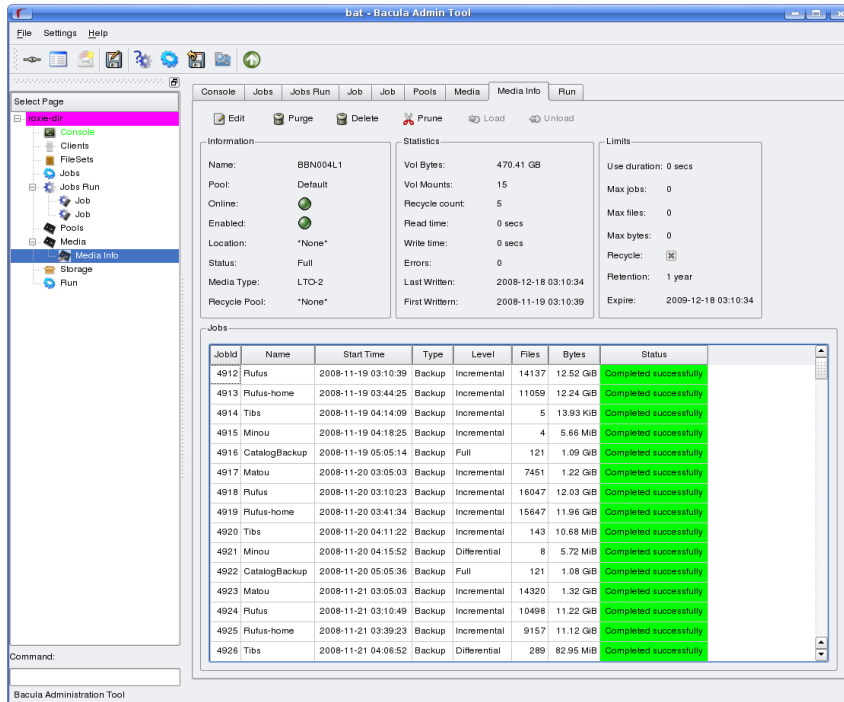 bat - Bacula Admin Tool
File Settings Help
Select Page
roxie-dir
Console
Clients
FileSets
Jobs
Jobs Run
Job
Job
Pools
Media
Media Info
Storage
Run
Command:
Bacula Administration Tool
Console Jobs Jobs Run Job Job Pools Media Media Info Run
Edit Purge Delete Prune Load Unload
Information
Name: BBN004L1
Pool: Default
Online:
Enabled:
Location: *None*
Status: Full
Media Type: LTO-2
Recycle Pool: *None*
Statistics
Vol Bytes: 470.41 GB
Vol Mounts: 15
Recycle count: 5
Read time: 0 secs
Write time: 0 secs
Errors: 0
Last Written: 2008-12-18 03:10:34
First Writtern: 2008-11-19 03:10:39
Limits
Use duration: 0 secs
Max jobs: 0
Max files: 0
Max bytes: 0
Recycle:
Retention: 1 year
Expire: 2009-12-18 03:10:34
Jobs
JobId Name Start Time Type Level Files Bytes Status
4912 Rufus 2008-11-19 03:10:39 Backup Incremental 14137 12.52 GiB Completed successfully
4913 Rufus-home 2008-11-19 03:44:25 Backup Incremental 11059 12.24 GiB Completed successfully
4914 Tibs 2008-11-19 04:14:09 Backup Incremental 5 13.93 KiB Completed successfully
4915 Minou 2008-11-19 04:18:25 Backup Incremental 4 5.66 MiB Completed successfully
4916 CatalogBackup 2008-11-19 05:05:14 Backup Full 121 1.09 GiB Completed successfully
4917 Matou 2008-11-20 03:05:03 Backup Incremental 7451 1.22 GiB Completed successfully
4918 Rufus 2008-11-20 03:10:23 Backup Incremental 16047 12.03 GiB Completed successfully
4919 Rufus-home 2008-11-20 03:41:34 Backup Incremental 15647 11.96 GiB Completed successfully
4920 Tibs 2008-11-20 04:11:22 Backup Incremental 143 10.68 MiB Completed successfully
4921 Minou 2008-11-20 04:15:52 Backup Differential 8 5.72 MiB Completed successfully
4922 CatalogBackup 2008-11-20 05:05:36 Backup Full 121 1.08 GiB Completed successfully
4923 Matou 2008-11-21 03:05:03 Backup Incremental 14320 1.32 GiB Completed successfully
4924 Rufus 2008-11-21 03:10:49 Backup Incremental 10498 11.22 GiB Completed successfully
4925 Rufus-home 2008-11-21 03:39:23 Backup Incremental 9157 11.12 GiB Completed successfully
4926 Tibs 2008-11-21 04:06:52 Backup Differential 289 82.95 MiB Completed successfully